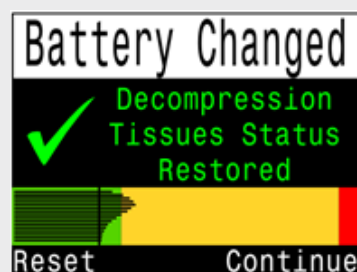 Battery Changed
Decompression
Tissues Status
Restored
Reset Continue